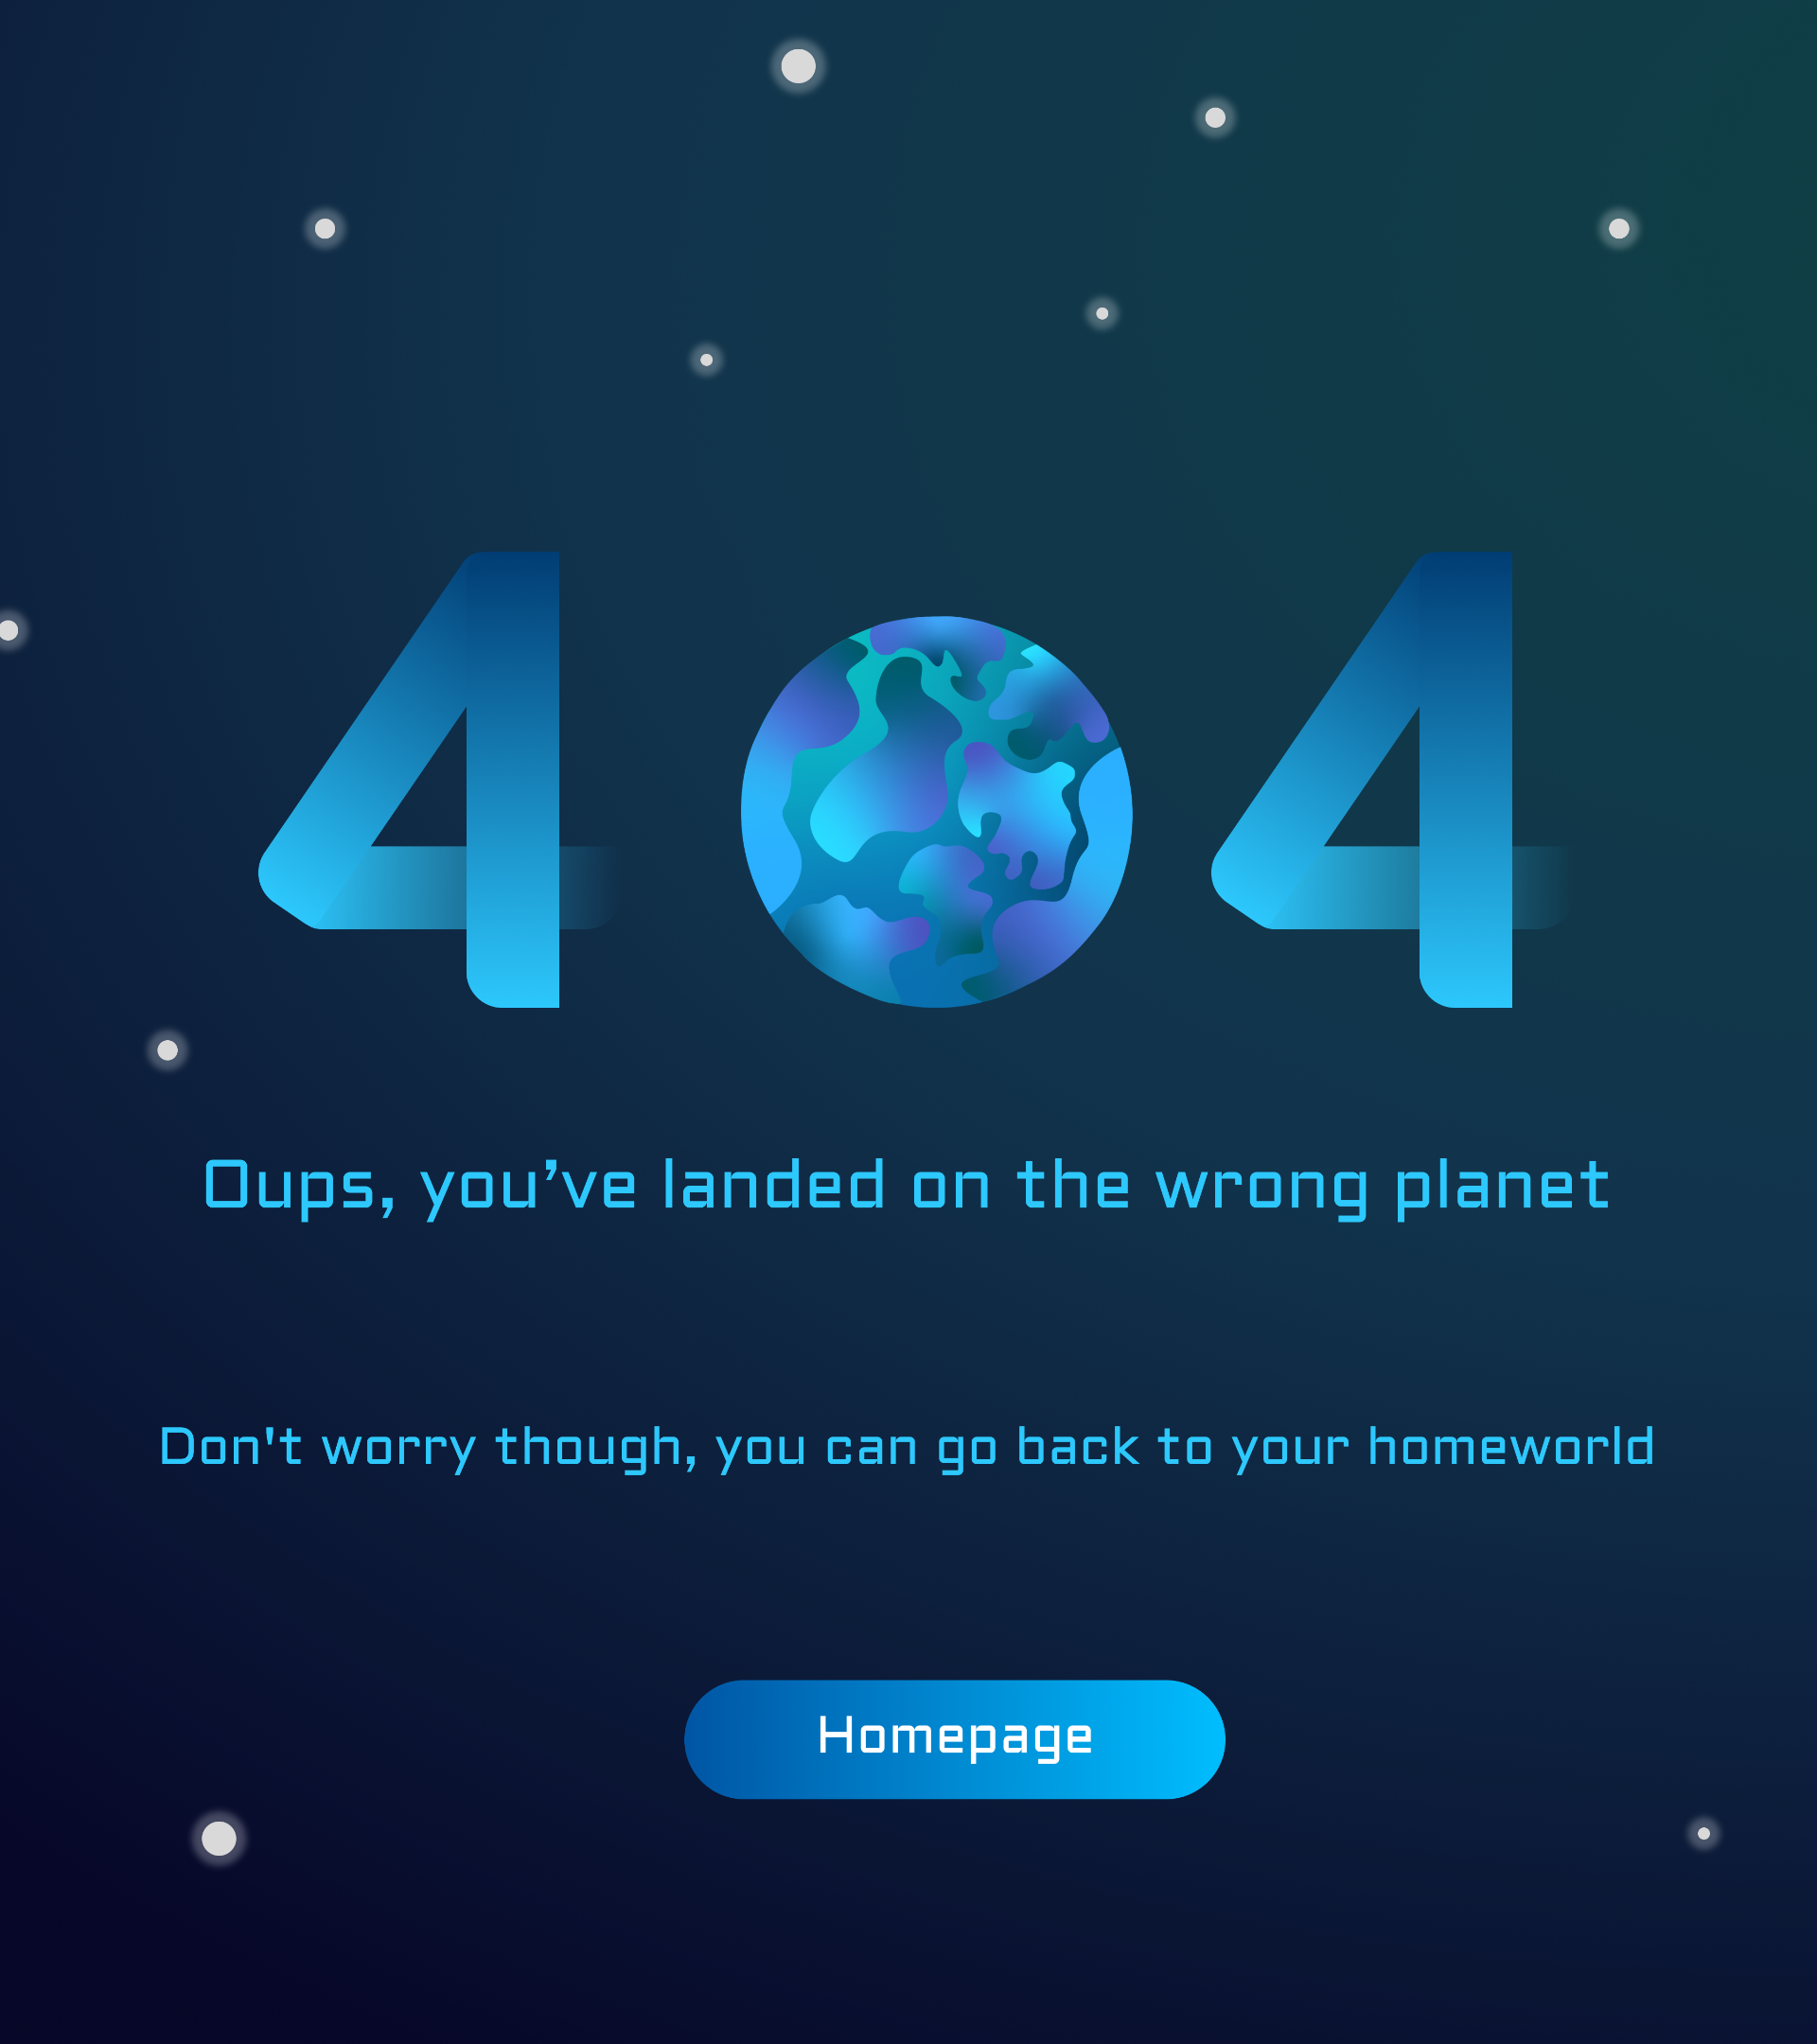 404
Oups, you’ve landed on the wrong planet
Don't worry though, you can go back to your homeworld
Homepage